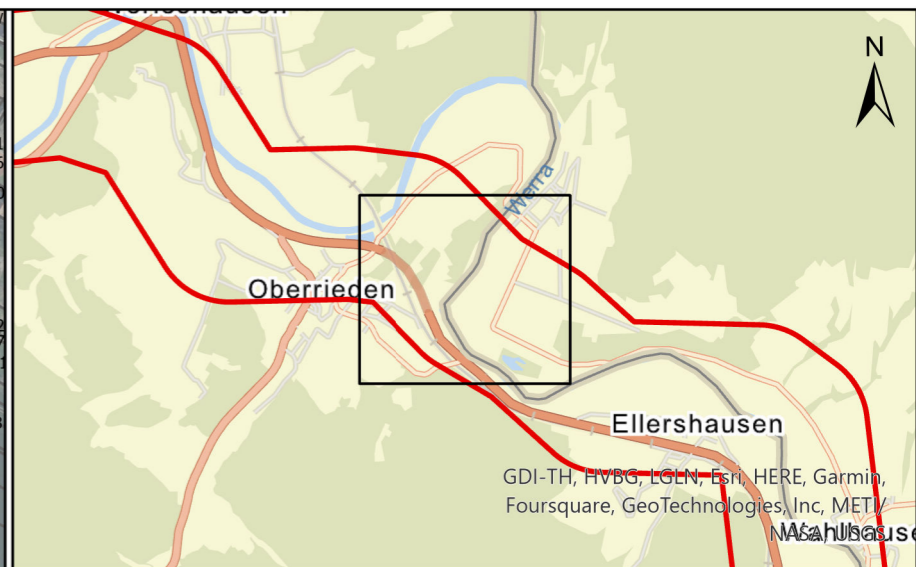 N
Werra
Oberrieden
Ellershausen
GDI-TH, HVBG, LGLN, Esri, HERE, Garmin,
Foursquare, GeoTechnologies, Inc, METI/
NASA, USGS